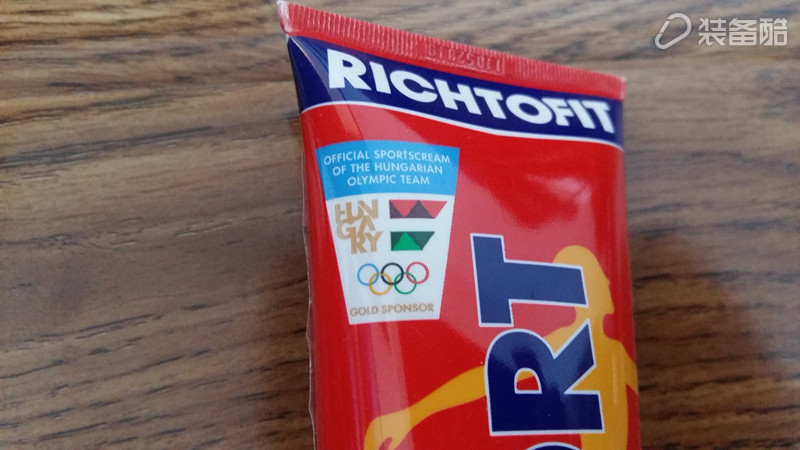 装备酷
RICHTOFIT
OFFICIAL SPORTSCREAM
OF THE HUNGARIAN
OLYMPIC TEAM
HUN
GA
RY
GOLD SPONSOR
ORT